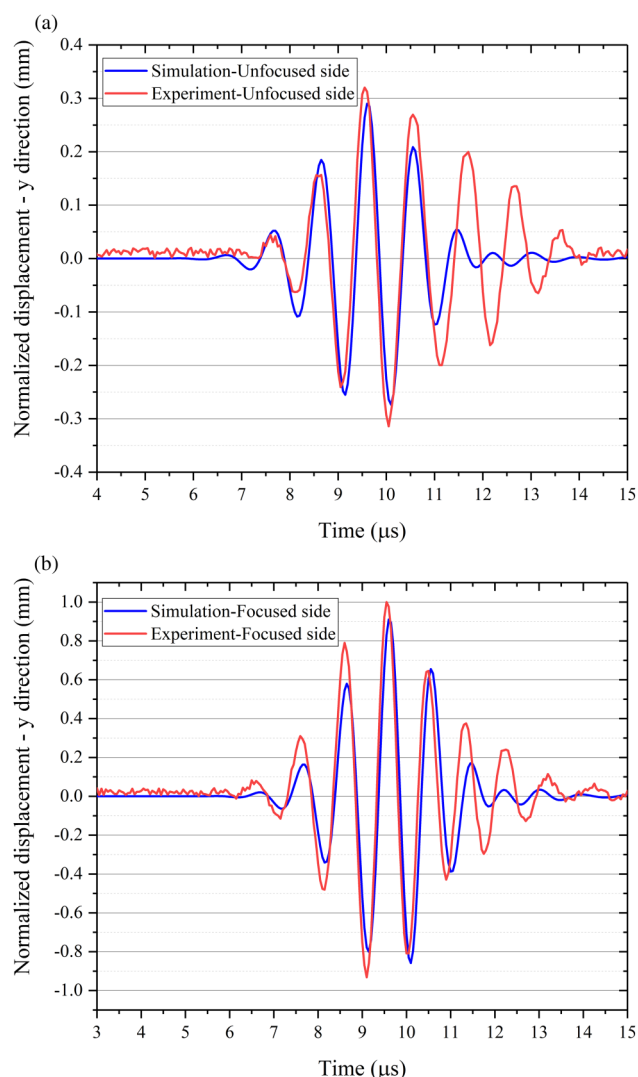 (a)
0.4
0.3
0.2
0.1
0.0
-0.1
-0.2
-0.3
-0.4
Normalized displacement - y direction (mm)
Simulation-Unfocused side
Experiment-Unfocused side
4 5 6 7 8 9 10 11 12 13 14 15
Time (μs)
(b)
1.0
0.8
0.6
0.4
0.2
0.0
-0.2
-0.4
-0.6
-0.8
-1.0
Normalized displacement - y direction (mm)
Simulation-Focused side
Experiment-Focused side
3 4 5 6 7 8 9 10 11 12 13 14 15
Time (μs)